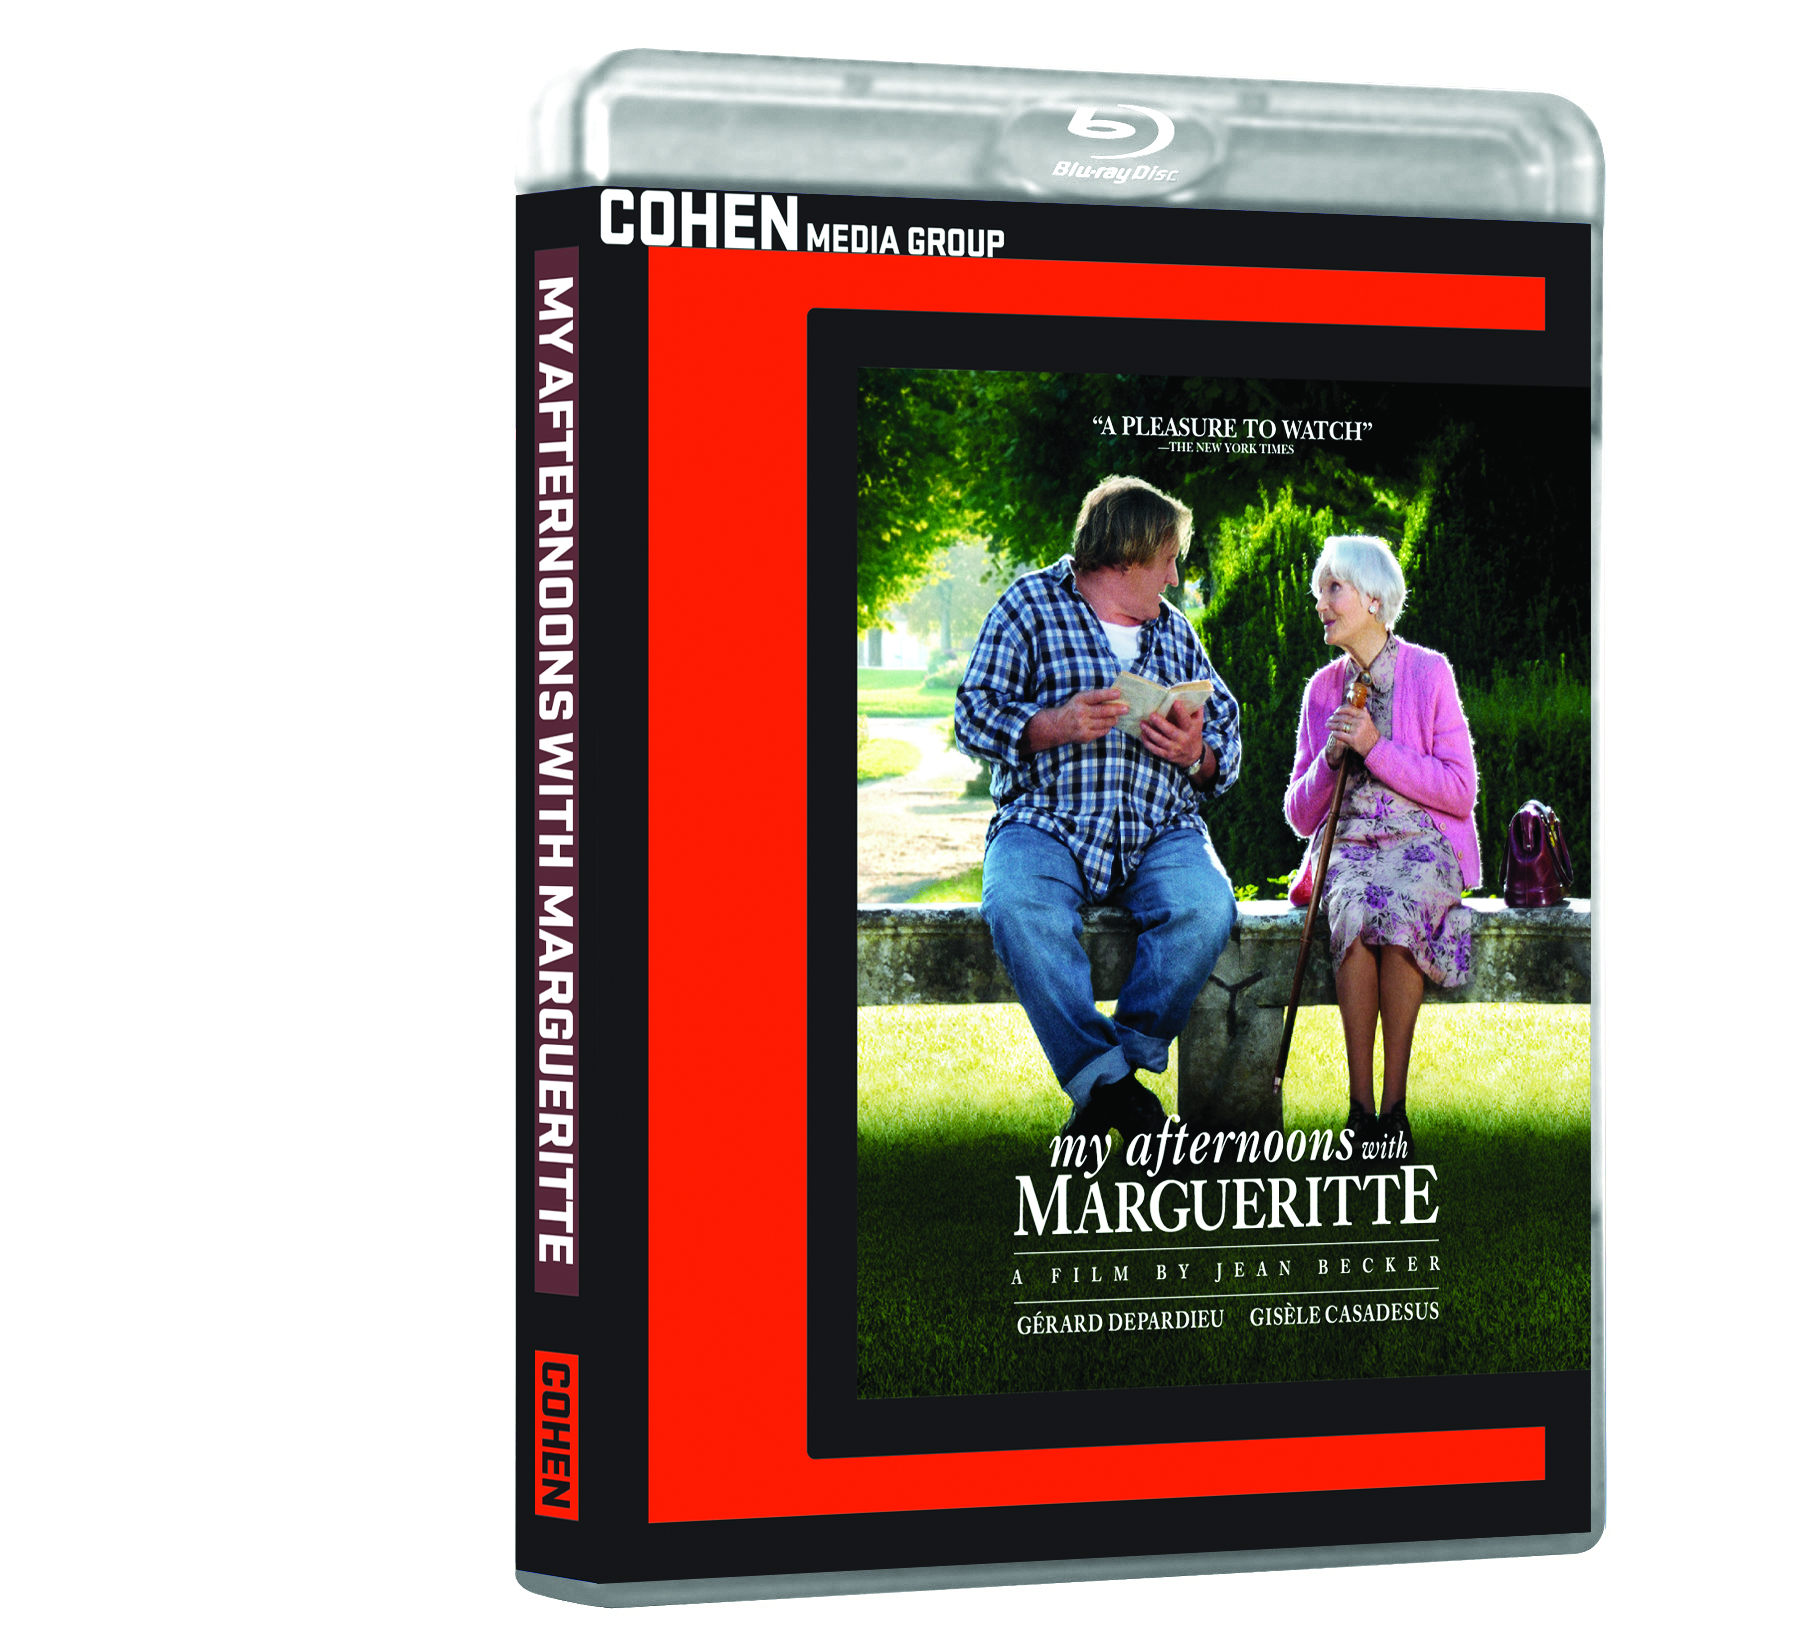 Blu-ray Disc
COHEN MEDIA GROUP
MY AFTERNOONS WITH MARGUERITTE
COHEN
“A PLEASURE TO WATCH”
—THE NEW YORK TIMES
my afternoons with
MARGUERITTE
A FILM BY JEAN BECKER
GÉRARD DEPARDIEU GISÈLE CASADESUS